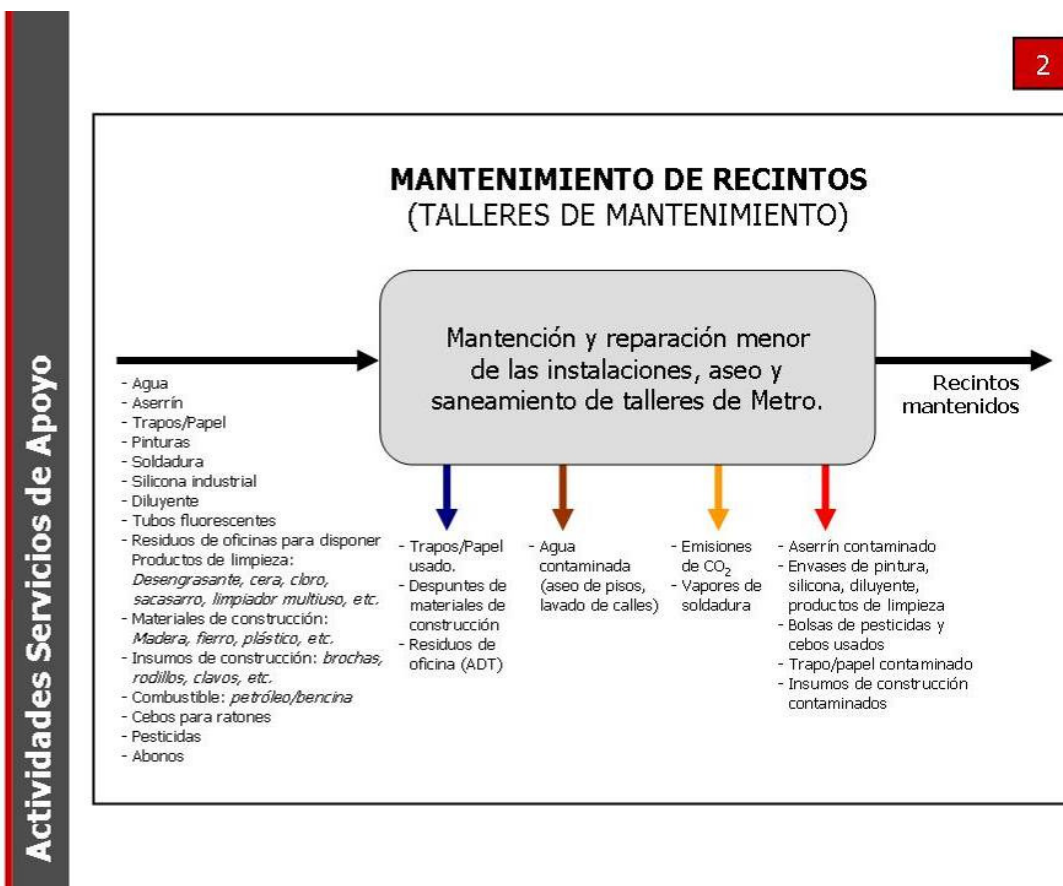 2
Actividades Servicios de Apoyo
MANTENIMIENTO DE RECINTOS
(TALLERES DE MANTENIMIENTO)
Mantención y reparación menor
de las instalaciones, aseo y
saneamiento de talleres de Metro.
Recintos
mantenidos
- Agua
- Aserrín
- Trapos/Papel
- Pinturas
- Soldadura
- Silicona industrial
- Diluyente
- Tubos fluorescentes
- Residuos de oficinas para disponer
Productos de limpieza:
Desengrasante, cera, cloro,
sacasarro, limpiador multiuso, etc.
- Materiales de construcción:
Madera, fierro, plástico, etc.
- Insumos de construcción: brochas,
rodillos, clavos, etc.
- Combustible: petróleo/bencina
- Cebos para ratones
- Pesticidas
- Abonos
- Trapos/Papel
usado.
- Despuntes de
materiales de
construcción
- Residuos de
oficina (ADT)
- Agua
contaminada
(aseo de pisos,
lavado de calles)
- Emisiones
de CO₂
- Vapores de
soldadura
- Aserrín contaminado
- Envases de pintura,
silicona, diluyente,
productos de limpieza
- Bolsas de pesticidas y
cebos usados
- Trapo/papel contaminado
- Insumos de construcción
contaminados